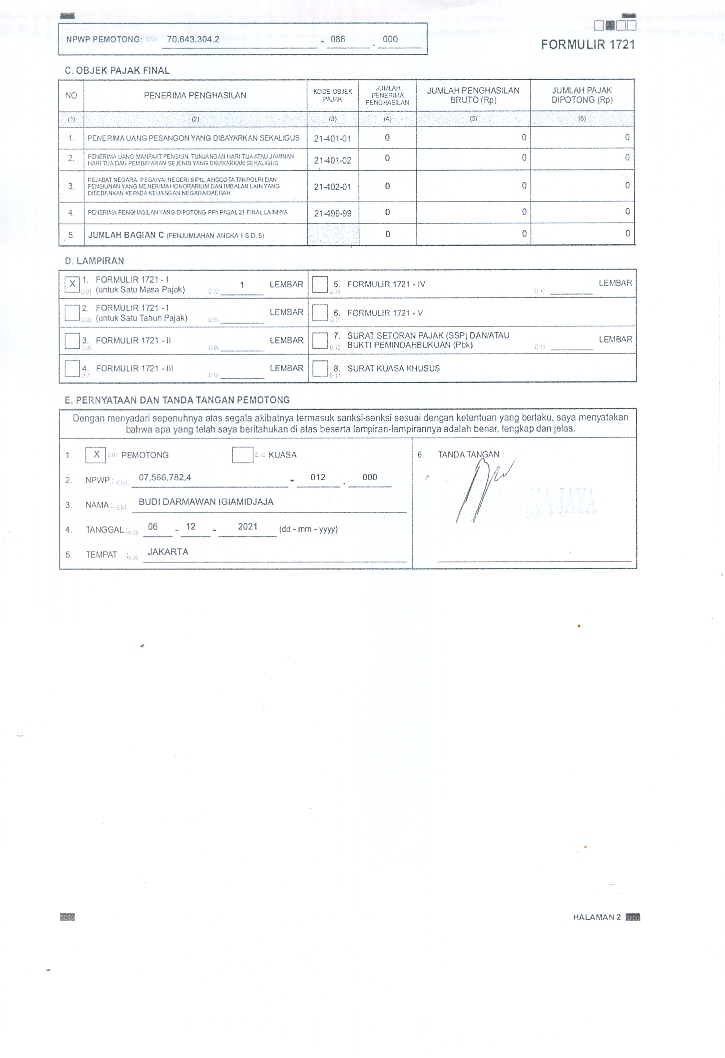 NPWP PEMOTONG : 70.643.304.2 - 086 . 000
FORMULIR 1721
C. OBJEK PAJAK FINAL
NO PENERIMA PENGHASILAN KODE OBJEK PAJAK JUMLAH PENERIMA PENGHASILAN JUMLAH PENGHASILAN BRUTO (Rp) JUMLAH PAJAK DIPOTONG (Rp)
(1) (2) (3) (4) (5) (6)
1. PENERIMA UANG PESANGON YANG DIBAYARKAN SEKALIGUS 21-401-01 0 0 0
2. PENERIMA UANG MANFAAT PENSIUN, TUNJANGAN HARI TUA ATAU JAMINAN
HARI TUA DAN PEMBAYARAN SEJENIS YANG DIBAYARKAN SEKALIGUS 21-401-02 0 0 0
3. PEJABAT NEGARA, PEGAWAI NEGERI SIPIL, ANGGOTA TNI/POLRI DAN
PENSIUNAN YANG MENERIMA HONORARIUM DAN IMBALAN LAIN YANG
DIBEBANKAN KEPADA KEUANGAN NEGARA/DAERAH 21-402-01 0 0 0
4. PENERIMA PENGHASILAN YANG DIPOTONG PPh PASAL 21 FINAL LAINNYA 21-499-99 0 0 0
5. JUMLAH BAGIAN C (PENJUMLAHAN ANGKA 1 S.D. 5) 0 0 0
D. LAMPIRAN
X 1. FORMULIR 1721 - I
(untuk Satu Masa Pajak) 1 LEMBAR
5. FORMULIR 1721 - IV LEMBAR
2. FORMULIR 1721 - I
(untuk Satu Tahun Pajak) LEMBAR
6. FORMULIR 1721 - V
3. FORMULIR 1721 - II LEMBAR
7. SURAT SETORAN PAJAK (SSP) DAN/ATAU
BUKTI PEMINDAHBUKUAN (Pbk) LEMBAR
4. FORMULIR 1721 - III LEMBAR
8. SURAT KUASA KHUSUS
E. PERNYATAAN DAN TANDA TANGAN PEMOTONG
Dengan menyadari sepenuhnya atas segala akibatnya termasuk sanksi-sanksi sesuai dengan ketentuan yang berlaku, saya menyatakan
bahwa apa yang telah saya beritahukan di atas beserta lampiran-lampirannya adalah benar, lengkap dan jelas.
1. X PEMOTONG KUASA
2. NPWP : 07,566,782,4 - 012 . 000
3. NAMA : BUDI DARMAWAN IGIAMIDJAJA
4. TANGGAL : 06 - 12 - 2021 (dd - mm - yyyy)
5. TEMPAT : JAKARTA
6. TANDA TANGAN :
HALAMAN 2